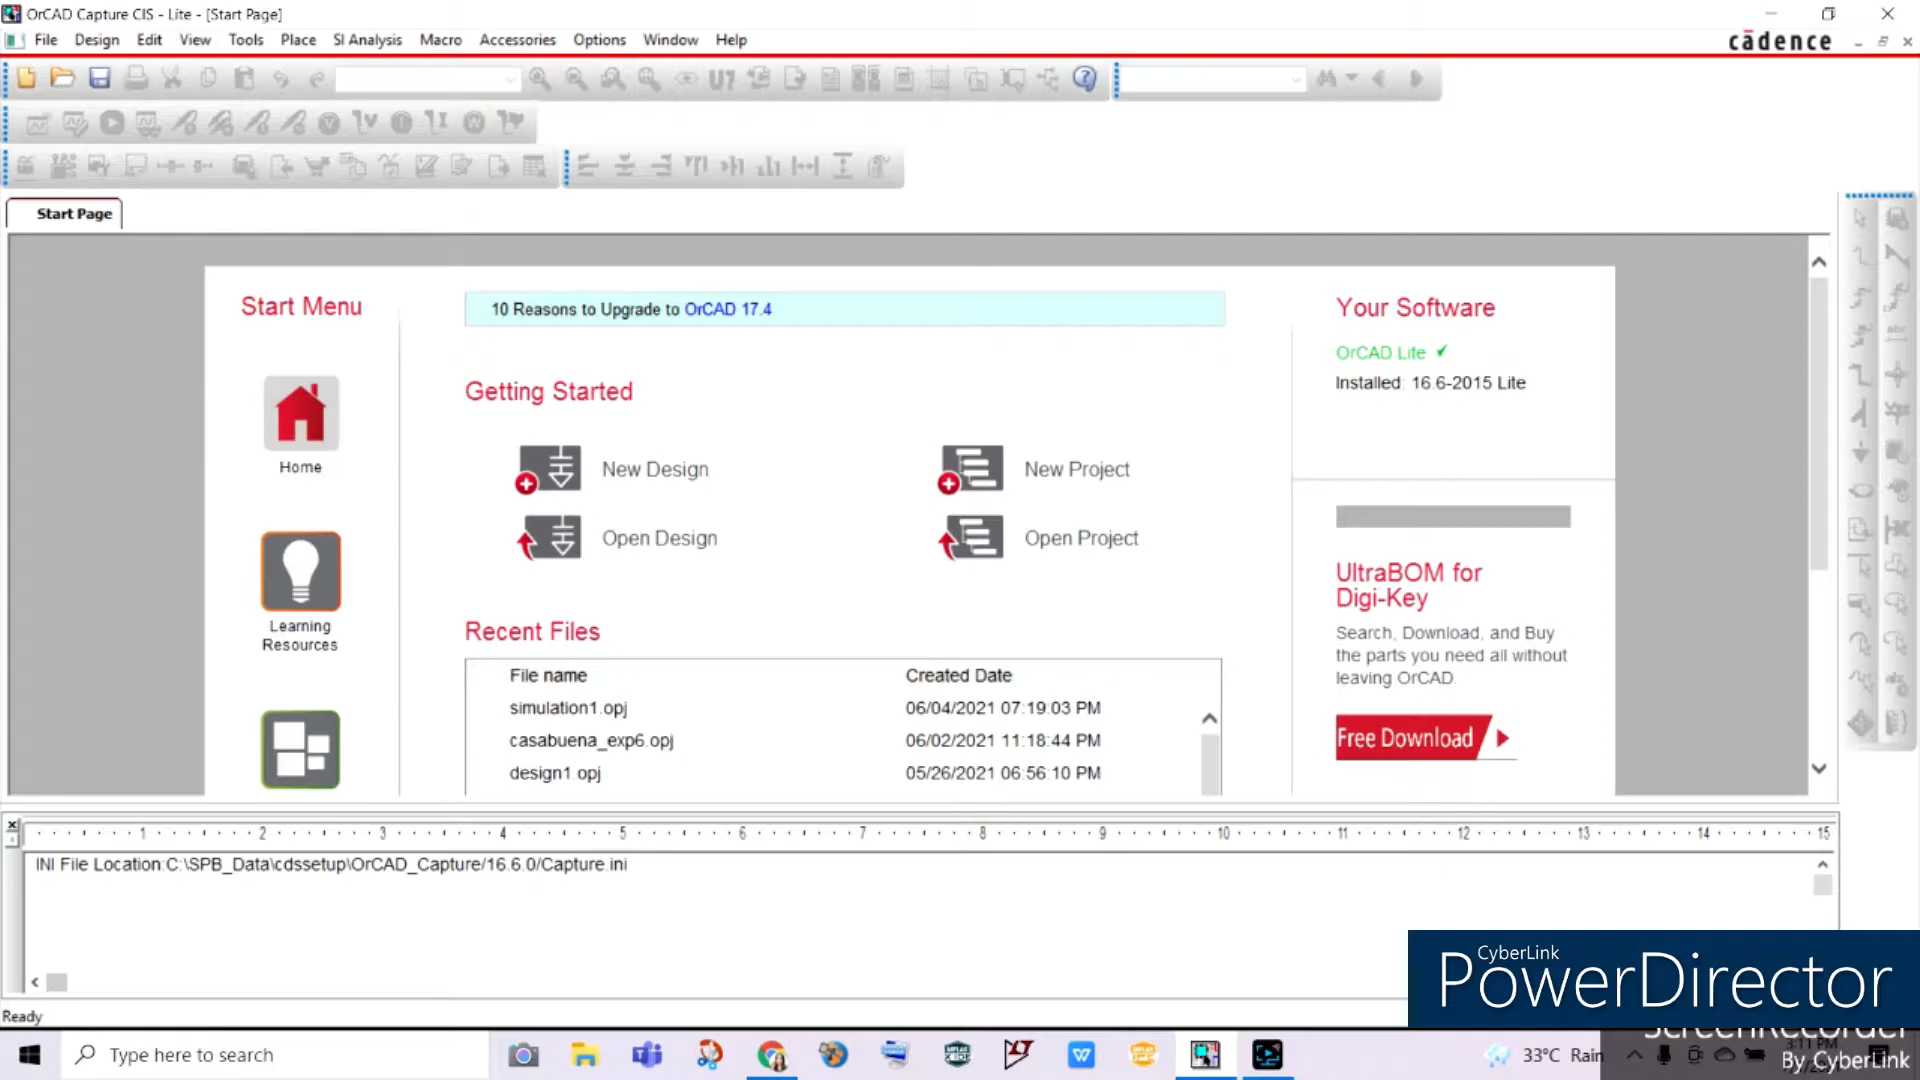 OrCAD Capture CIS - Lite - [Start Page]
File Design Edit View Tools Place SI Analysis Macro Accessories Options Window Help
cādence
U?
Start Page
Start Menu
Home
Learning
Resources
10 Reasons to Upgrade to OrCAD 17.4
Getting Started
New Design
New Project
Open Design
Open Project
Recent Files
File name Created Date
simulation1.opj 06/04/2021 07:19:03 PM
casabuena_exp6.opj 06/02/2021 11:18:44 PM
design1.opj 05/26/2021 06:56:10 PM
Your Software
OrCAD Lite ✓
Installed: 16.6-2015 Lite
UltraBOM for
Digi-Key
Search, Download, and Buy
the parts you need all without
leaving OrCAD
Free Download
1 2 3 4 5 6 7 8 9 10 11 12 13 14 15
INI File Location:C:\SPB_Data\cdssetup\OrCAD_Capture/16.6.0/Capture.ini
CyberLink
PowerDirector
Ready
Type here to search
33°C Rain
3:11 PM
By CyberLink